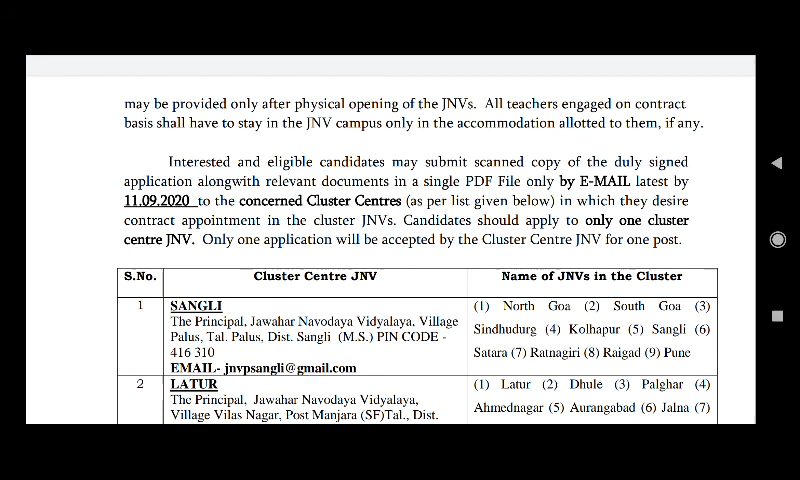 may be provided only after physical opening of the JNVs. All teachers engaged on contract
basis shall have to stay in the JNV campus only in the accommodation allotted to them, if any.
Interested and eligible candidates may submit scanned copy of the duly signed
application alongwith relevant documents in a single PDF File only by E-MAIL latest by
11.09.2020 to the concerned Cluster Centres (as per list given below) in which they desire
contract appointment in the cluster JNVs. Candidates should apply to only one cluster
centre JNV. Only one application will be accepted by the Cluster Centre JNV for one post.
S.No. Cluster Centre JNV Name of JNVs in the Cluster
1 SANGLI
The Principal, Jawahar Navodaya Vidyalaya, Village
Palus, Tal. Palus, Dist. Sangli (M.S.) PIN CODE -
416 310
EMAIL- jnvpsangli@gmail.com
(1) North Goa (2) South Goa (3)
Sindhudurg (4) Kolhapur (5) Sangli (6)
Satara (7) Ratnagiri (8) Raigad (9) Pune
2 LATUR
The Principal, Jawahar Navodaya Vidyalaya,
Village Vilas Nagar, Post Manjara (SF)Tal., Dist.
(1) Latur (2) Dhule (3) Palghar (4)
Ahmednagar (5) Aurangabad (6) Jalna (7)